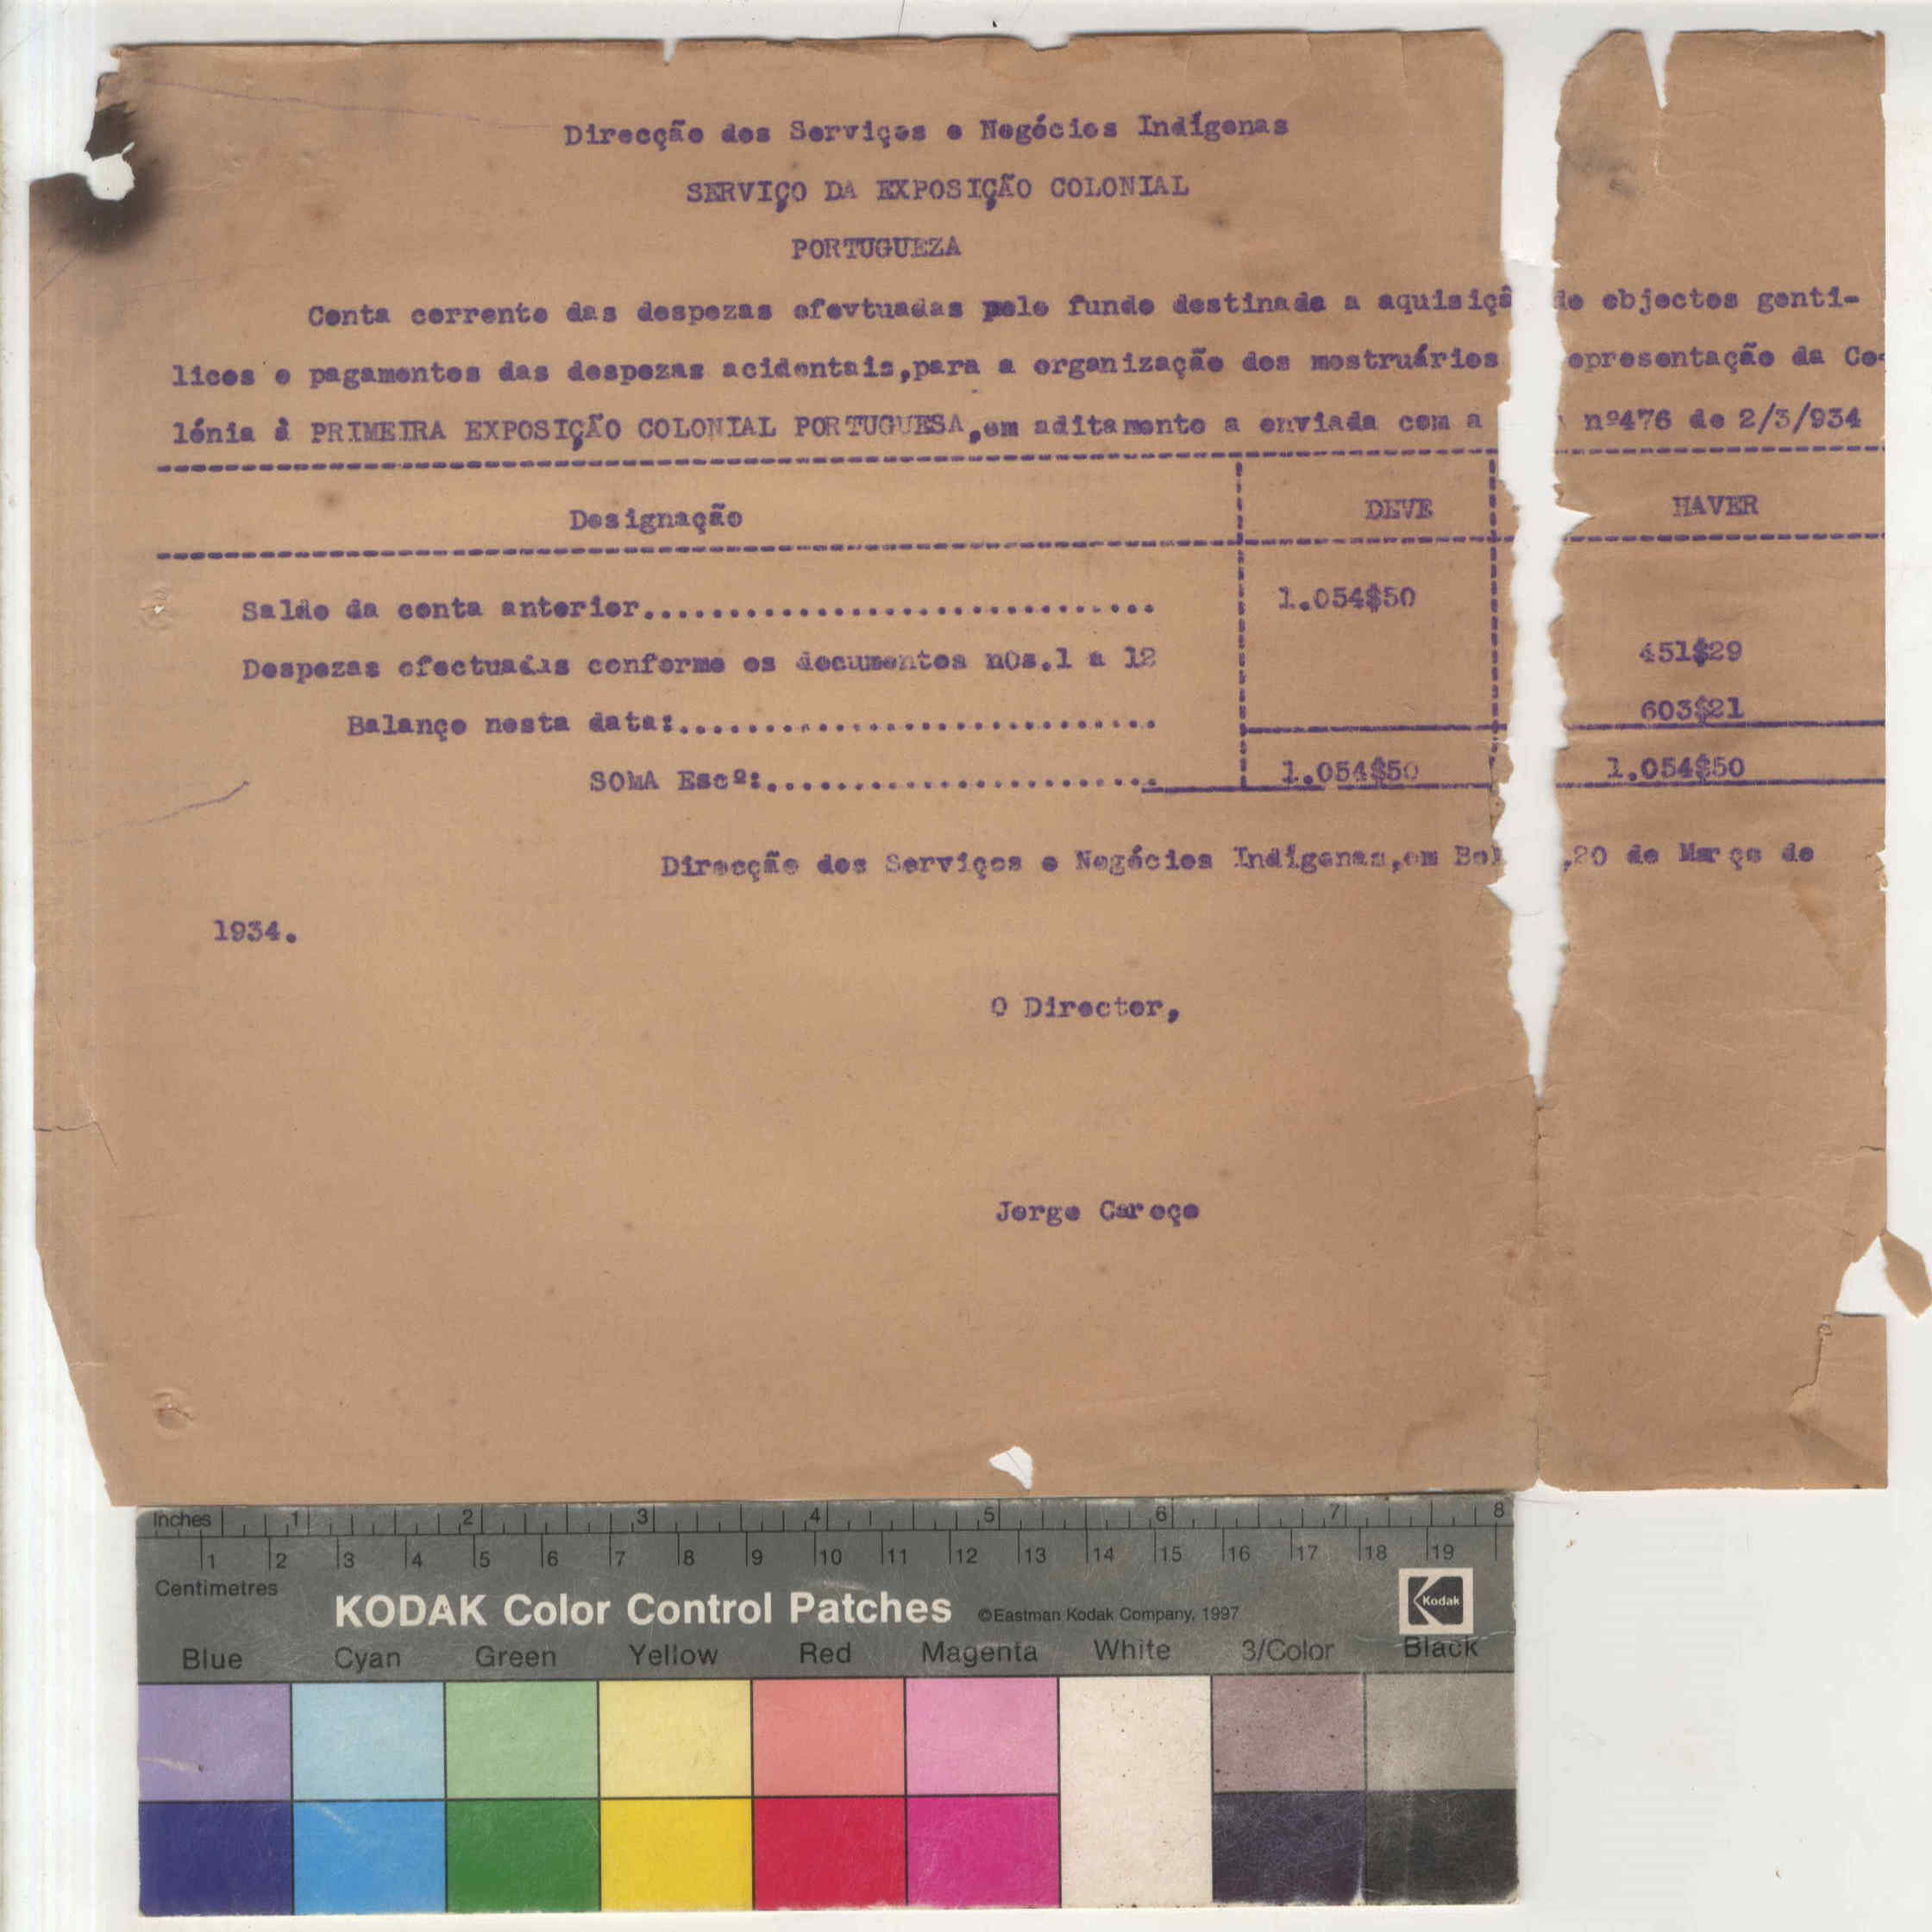 Direcção dos Serviços e Negócios Indígenas
SERVIÇO DA EXPOSIÇÃO COLONIAL
PORTUGUEZA
Conta corrente das despezas efevtuadas pelo fundo destinado a aquisiçã de objectos genti-
licos e pagamentos das despezas acidentais,para a organização dos mostruários epresentação da Co-
lónia à PRIMEIRA EXPOSIÇÃO COLONIAL PORTUGUESA,em aditamento a enviada com a nº476 de 2/3/934
Designação DEVE HAVER
Saldo da conta anterior.............................. 1.054$50
Despezas efectuadas conforme os documentos nOs.1 a 12 451$29
Balanço nesta data:............................ 603$21
SOMA Escº:....................... 1.054$50 1.054$50
Direcção dos Serviços e Negócios Indígenas,em Bol ,20 de Março de
1934.
O Director,
Jorge Caroço
Inches 1 2 3 4 5 6 7 8
1 2 3 4 5 6 7 8 9 10 11 12 13 14 15 16 17 18 19
Centimetres
KODAK Color Control Patches ©Eastman Kodak Company, 1997 Kodak
Blue Cyan Green Yellow Red Magenta White 3/Color Black